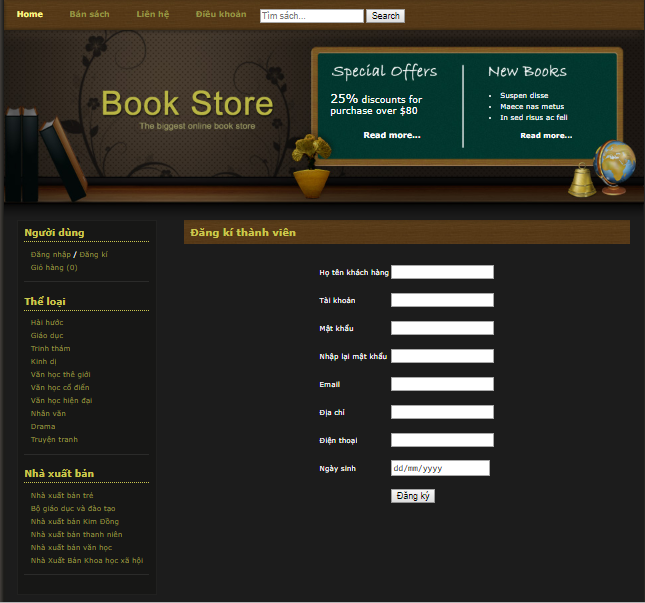 Home Bán sách Liên hệ Điều khoản Tìm sách... Search
Special Offers
25% discounts for
purchase over $80
Read more...
New Books
Suspen disse
Maece nas metus
In sed risus ac feli
Read more...
Book Store
The biggest online book store
Người dùng
Đăng nhập / Đăng kí
Giỏ hàng (0)
Thể loại
Hài hước
Giáo dục
Trinh thám
Kinh dị
Văn học thế giới
Văn học cổ điển
Văn học hiện đại
Nhân văn
Drama
Truyện tranh
Nhà xuất bản
Nhà xuất bản trẻ
Bộ giáo dục và đào tạo
Nhà xuất bản Kim Đồng
Nhà xuất bản thanh niên
Nhà xuất bản văn học
Nhà Xuất Bản Khoa học xã hội
Đăng kí thành viên
Họ tên khách hàng
Tài khoản
Mật khẩu
Nhập lại mật khẩu
Email
Địa chỉ
Điện thoại
Ngày sinh dd/mm/yyyy
Đăng ký